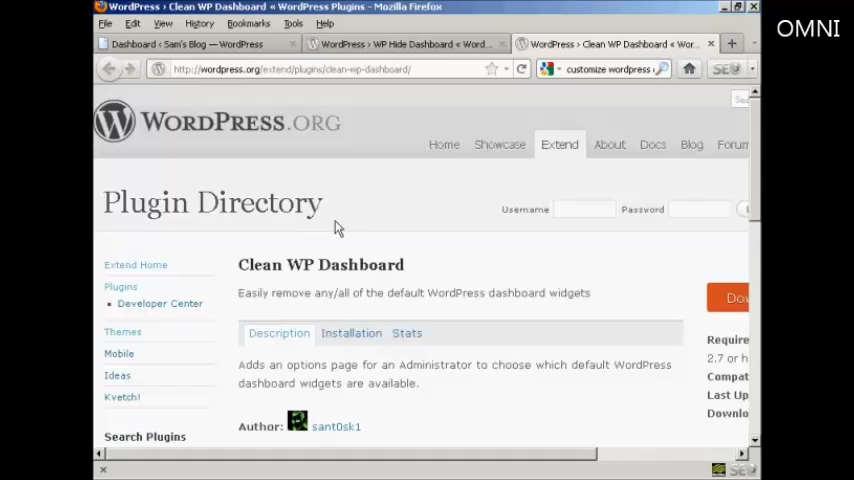 WordPress › Clean WP Dashboard « WordPress Plugins - Mozilla Firefox
OMNI
File Edit View History Bookmarks Tools Help
Dashboard ‹ Sam's Blog — WordPress
WordPress › WP Hide Dashboard « Word...
WordPress › Clean WP Dashboard « Wor...
http://wordpress.org/extend/plugins/clean-wp-dashboard/
customize wordpress
SE
WORDPRESS.ORG
Sea
Home Showcase Extend About Docs Blog Forum
Plugin Directory
Username Password
Extend Home
Plugins
• Developer Center
Themes
Mobile
Ideas
Kvetch!
Search Plugins
Clean WP Dashboard
Easily remove any/all of the default WordPress dashboard widgets
Description Installation Stats
Adds an options page for an Administrator to choose which default WordPress
dashboard widgets are available.
Author: sant0sk1
Dow
Require
2.7 or h
Compat
Last Up
Downlo
SE